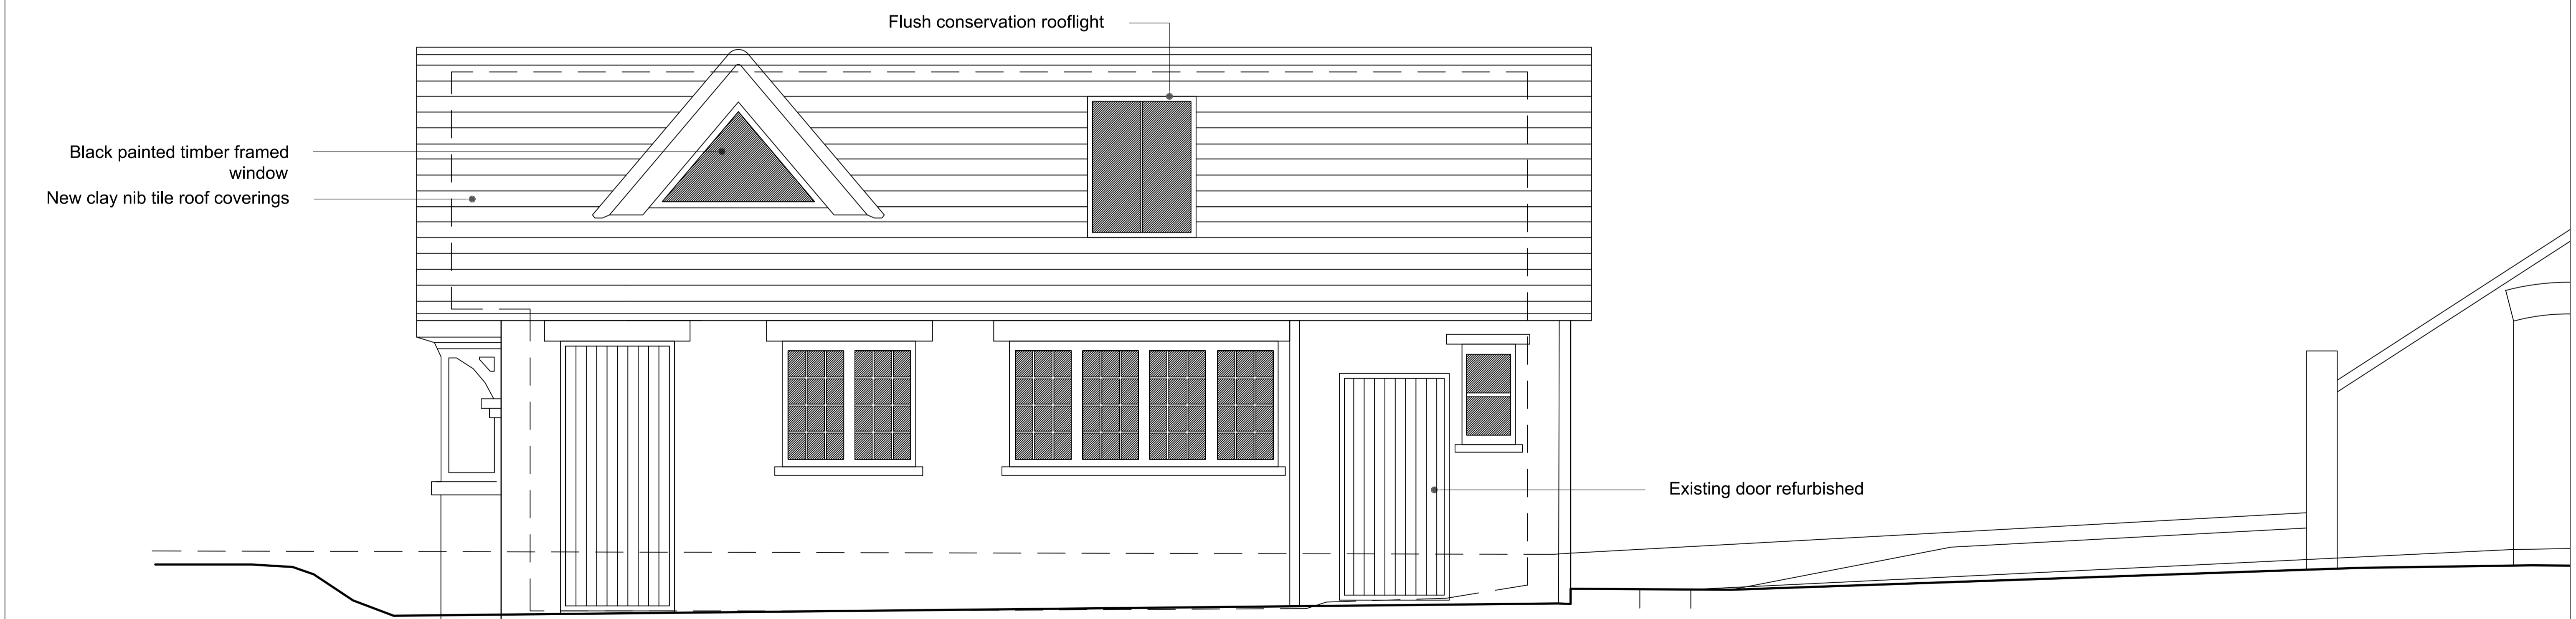 Flush conservation rooflight
Black painted timber framed
window
New clay nib tile roof coverings
Existing door refurbished